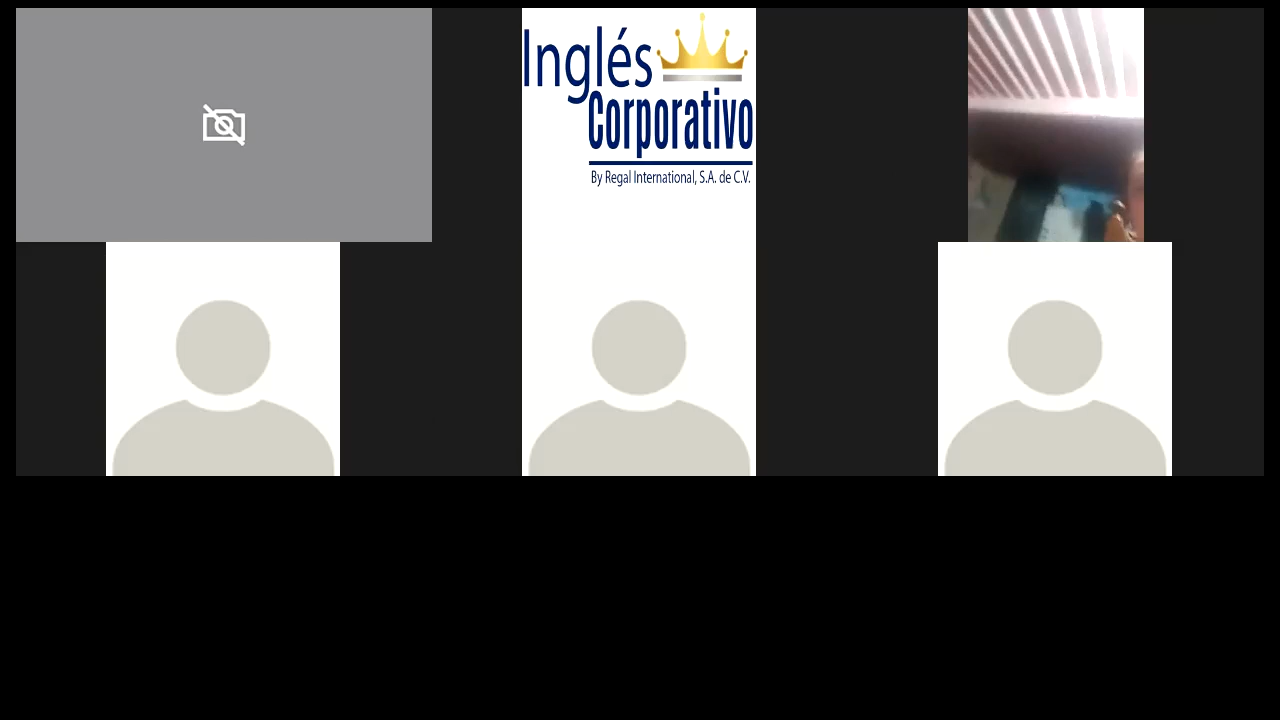 Inglés
Corporativo
By Regal International, S.A. de C.V.